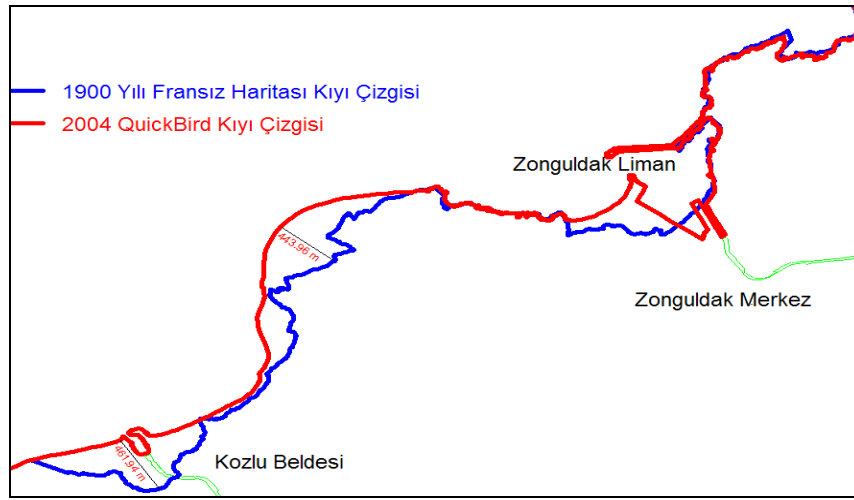 1900 Yılı Fransız Haritası Kıyı Çizgisi
2004 QuickBird Kıyı Çizgisi
Zonguldak Liman
443.96 m
Zonguldak Merkez
461.94 m
Kozlu Beldesi